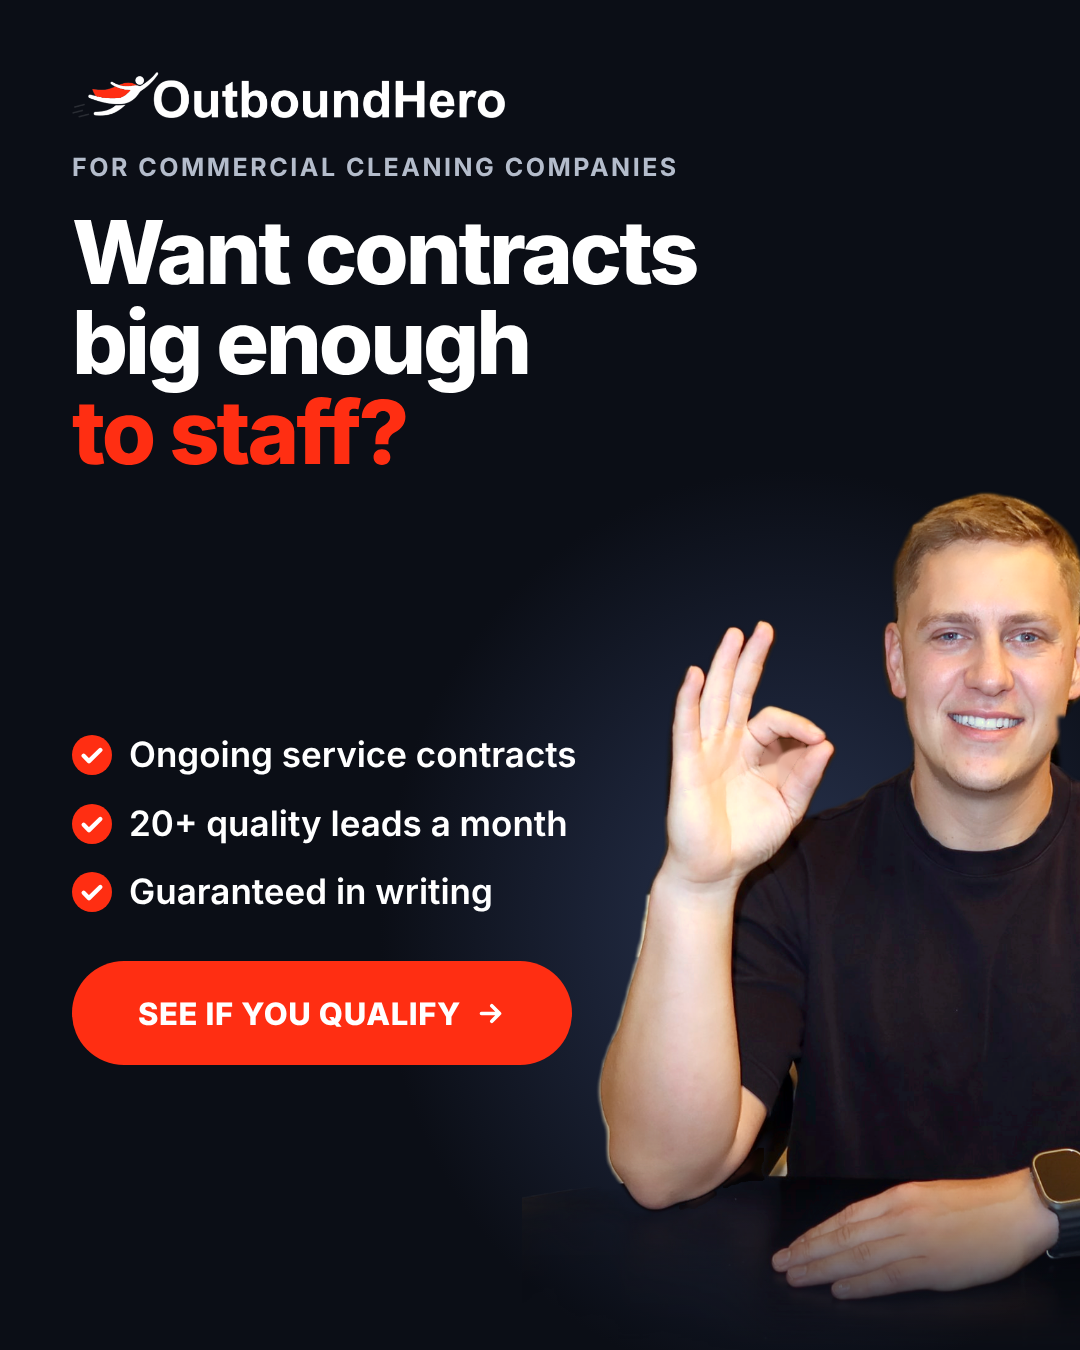 OutboundHero
FOR COMMERCIAL CLEANING COMPANIES
Want contracts
big enough
to staff?
Ongoing service contracts
20+ quality leads a month
Guaranteed in writing
SEE IF YOU QUALIFY →